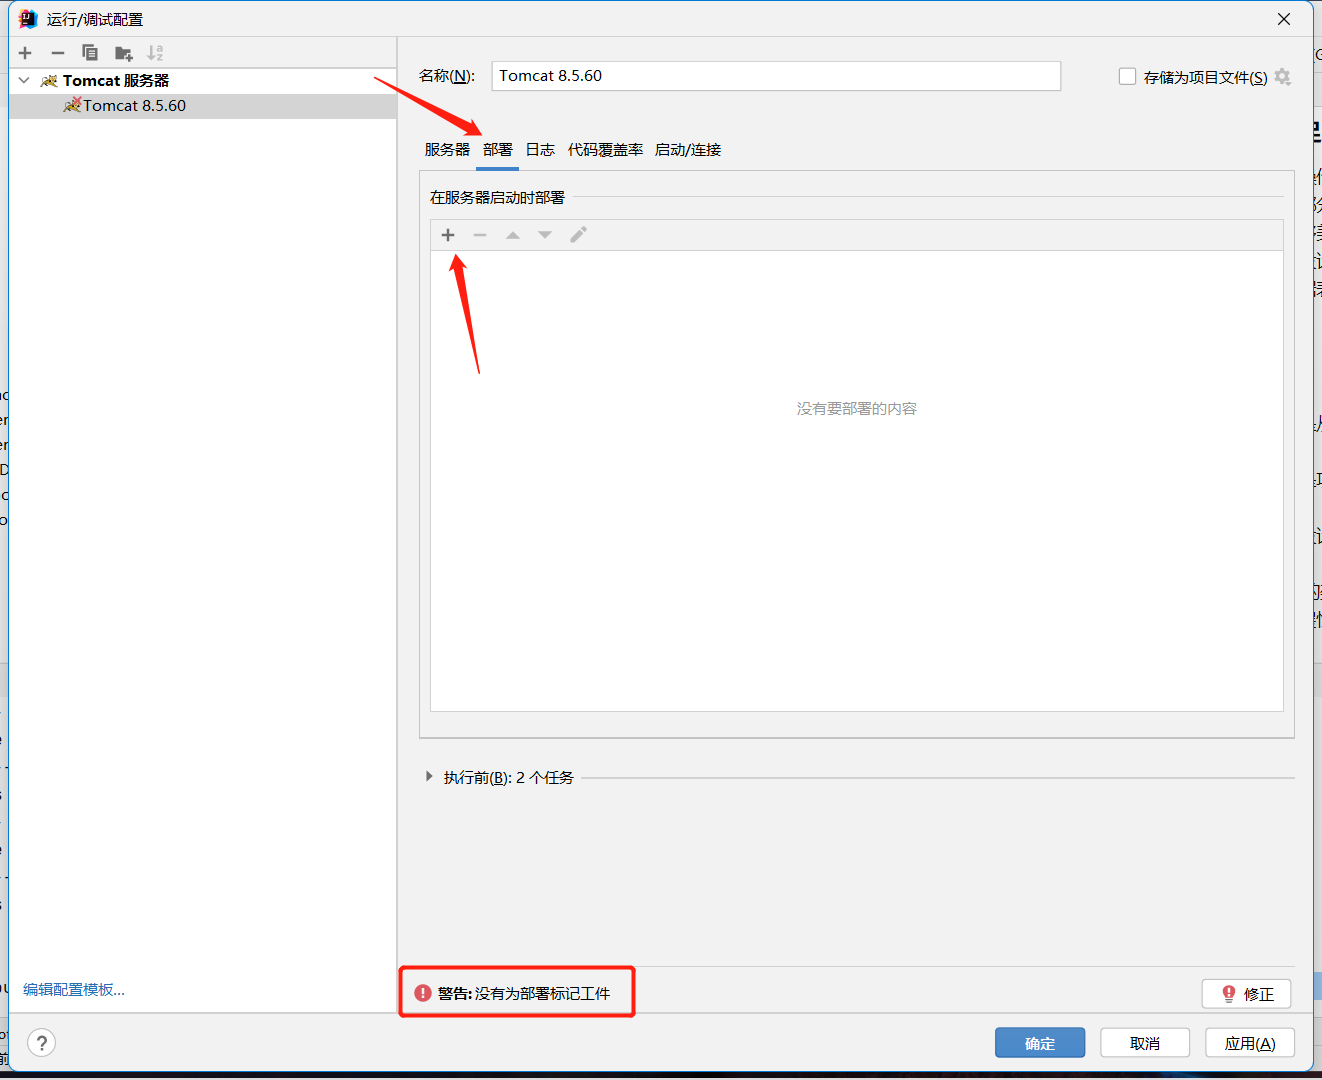 运行/调试配置
Tomcat 服务器
Tomcat 8.5.60
名称(N):
Tomcat 8.5.60
存储为项目文件(S)
服务器 部署 日志 代码覆盖率 启动/连接
在服务器启动时部署
没有要部署的内容
执行前(B): 2 个任务
编辑配置模板...
警告: 没有为部署标记工件
修正
?
确定
取消
应用(A)